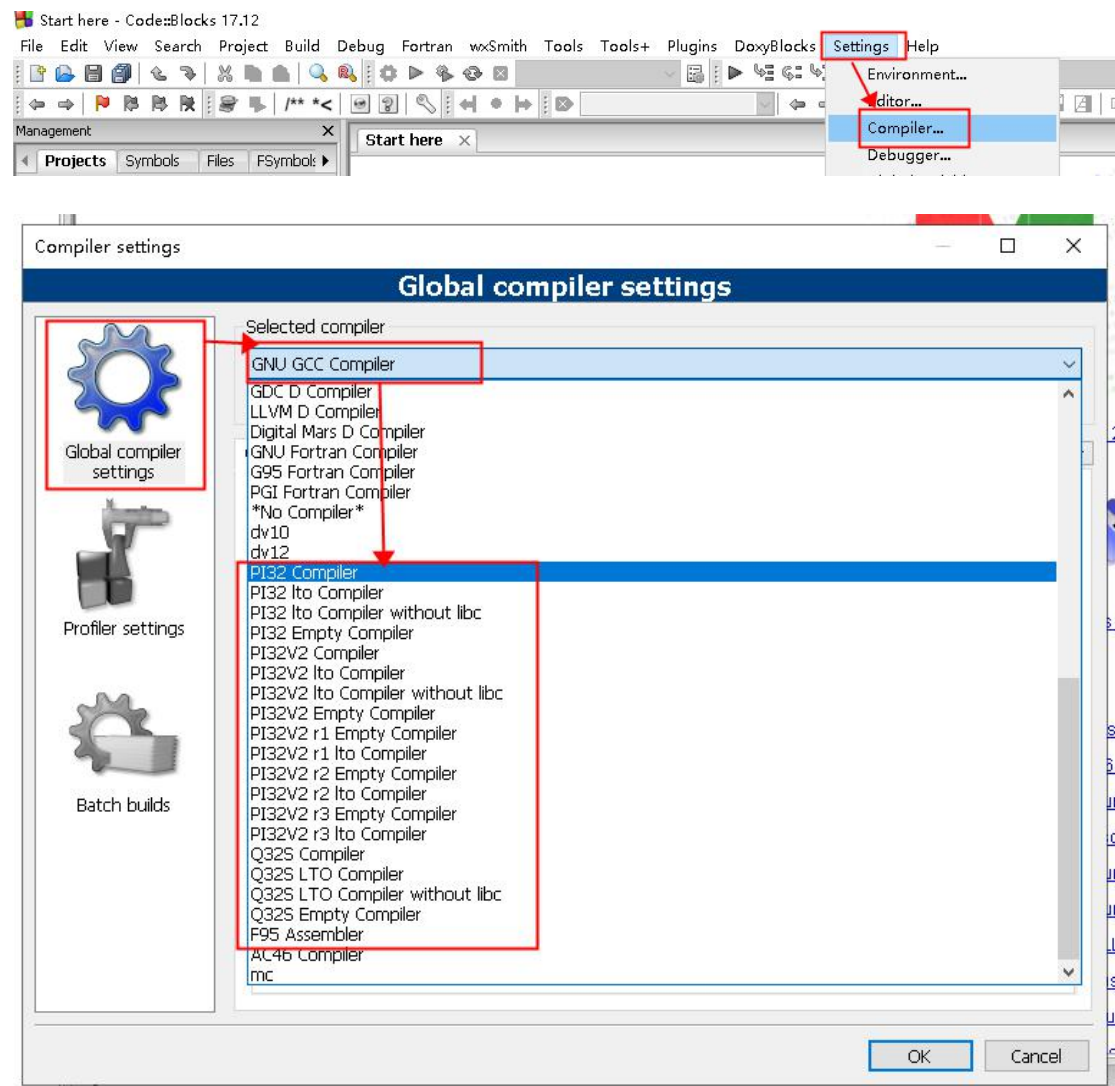 Start here - Code::Blocks 17.12
File Edit View Search Project Build Debug Fortran wxSmith Tools Tools+ Plugins DoxyBlocks Settings Help
Environment...
/** *<
Editor...
Management
Start here
Compiler...
Projects Symbols Files FSymbols
Debugger...
Compiler settings
Global compiler settings
Selected compiler
GNU GCC Compiler
GDC D Compiler
LLVM D Compiler
Digital Mars D Compiler
GNU Fortran Compiler
G95 Fortran Compiler
PGI Fortran Compiler
*No Compiler*
dv10
dv12
PI32 Compiler
PI32 lto Compiler
PI32 lto Compiler without libc
PI32 Empty Compiler
PI32V2 Compiler
PI32V2 lto Compiler
PI32V2 lto Compiler without libc
PI32V2 Empty Compiler
PI32V2 r1 Empty Compiler
PI32V2 r1 lto Compiler
PI32V2 r2 Empty Compiler
PI32V2 r2 lto Compiler
PI32V2 r3 Empty Compiler
PI32V2 r3 lto Compiler
Q32S Compiler
Q32S LTO Compiler
Q32S LTO Compiler without libc
Q32S Empty Compiler
F95 Assembler
AC46 Compiler
mc
Global compiler
settings
Profiler settings
Batch builds
OK Cancel